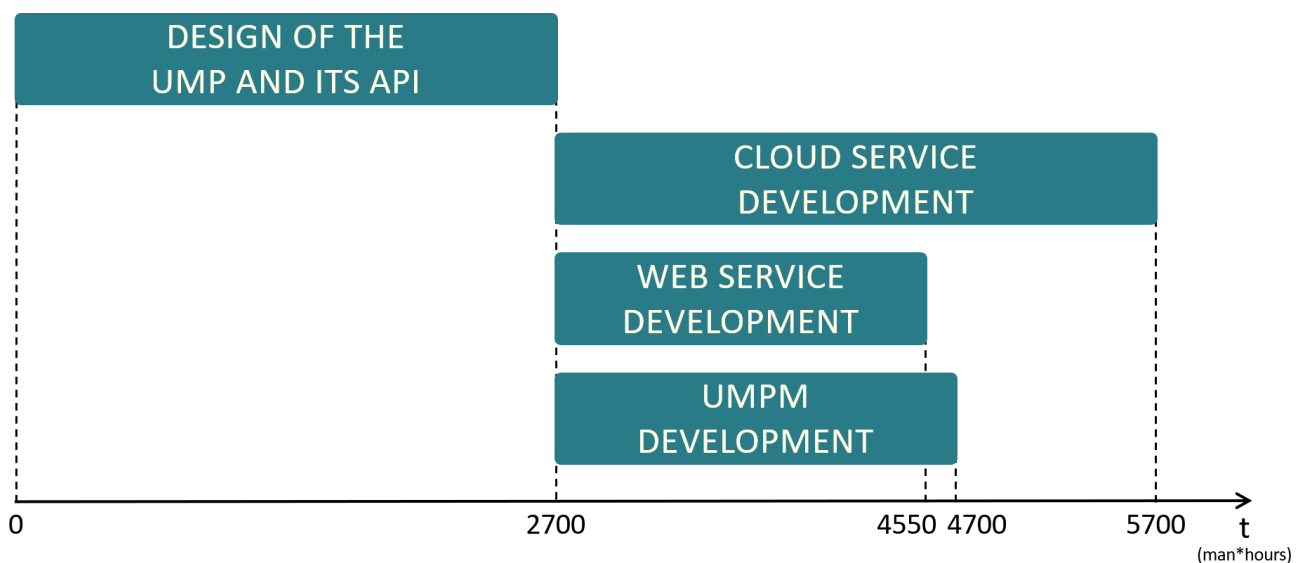 DESIGN OF THE
UMP AND ITS API
CLOUD SERVICE
DEVELOPMENT
WEB SERVICE
DEVELOPMENT
UMPM
DEVELOPMENT
0 2700 4550 4700 5700 t
(man*hours)